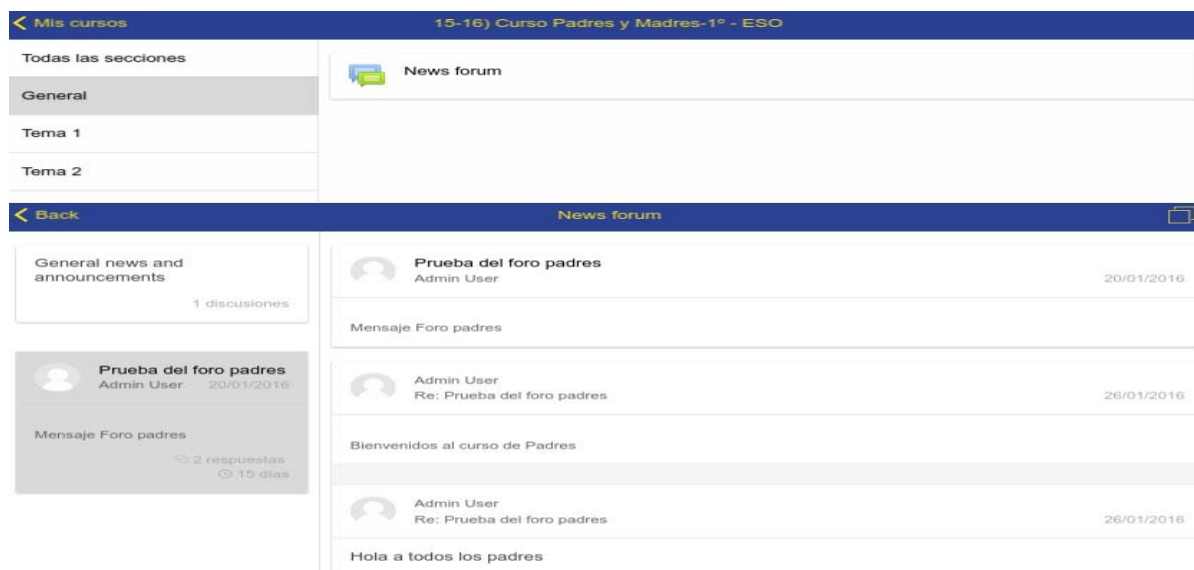 Mis cursos
15-16) Curso Padres y Madres-1º - ESO
Todas las secciones
General
Tema 1
Tema 2
News forum
Back
News forum
General news and
announcements
1 discusiones
Prueba del foro padres
Admin User 20/01/2016
Mensaje Foro padres
2 respuestas
15 días
Prueba del foro padres
Admin User
20/01/2016
Mensaje Foro padres
Admin User
Re: Prueba del foro padres
26/01/2016
Bienvenidos al curso de Padres
Admin User
Re: Prueba del foro padres
26/01/2016
Hola a todos los padres